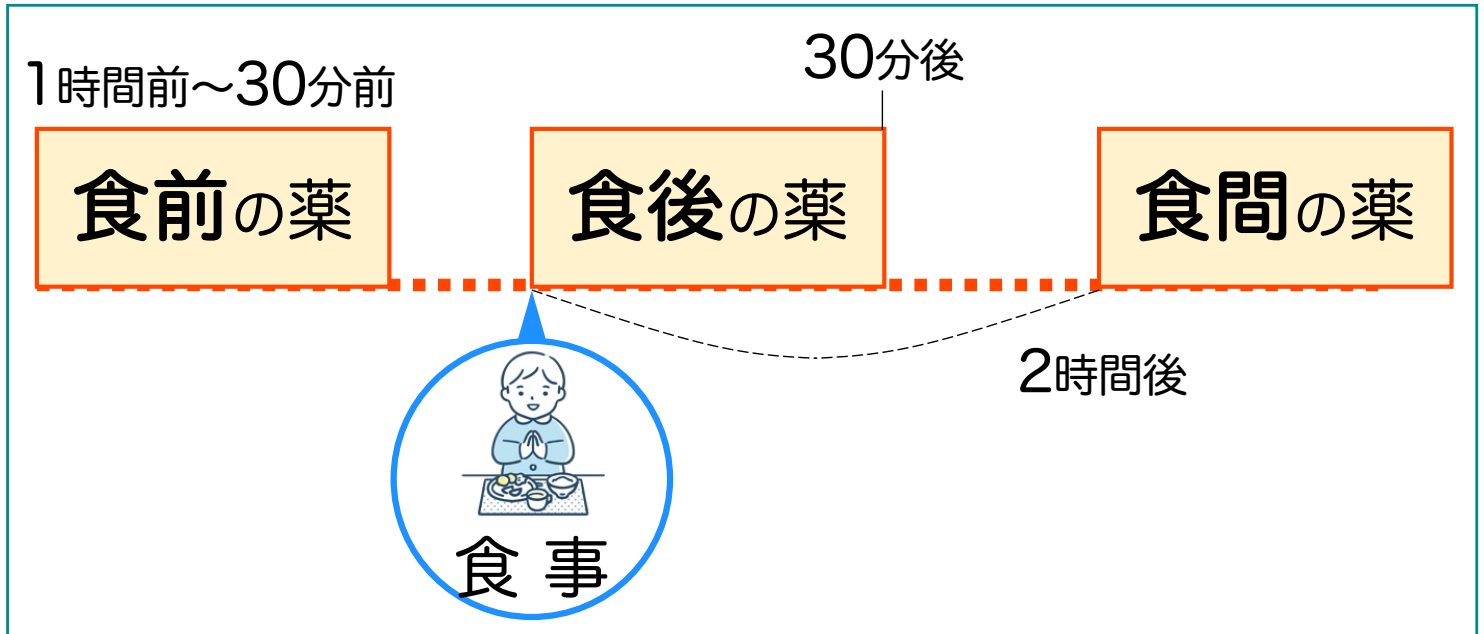 1時間前～30分前
30分後
食前の薬
食後の薬
食間の薬
2時間後
食事